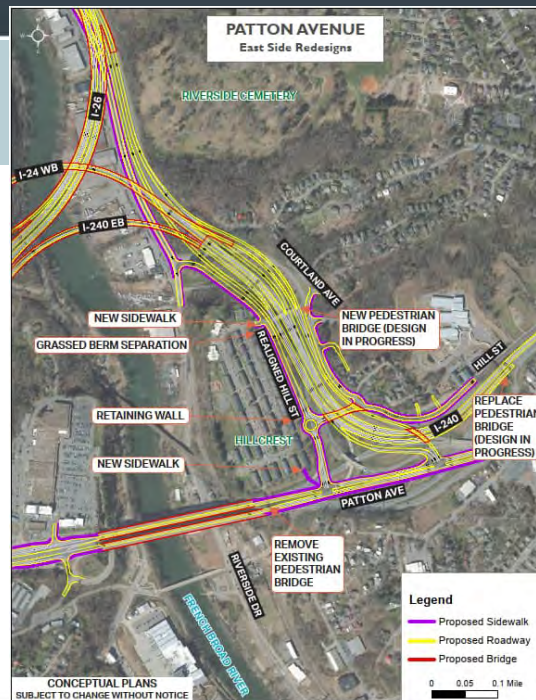 PATTON AVENUE
East Side Redesigns
RIVERSIDE CEMETERY
I-26
I-24 WB
I-240 EB
COURTLAND AVE
NEW SIDEWALK
NEW PEDESTRIAN
BRIDGE (DESIGN
IN PROGRESS)
GRASSED BERM SEPARATION
REALIGNED HILL ST
HILL ST
RETAINING WALL
I-240
REPLACE
PEDESTRIAN
BRIDGE
(DESIGN IN
PROGRESS)
HILLCREST
NEW SIDEWALK
PATTON AVE
REMOVE
EXISTING
PEDESTRIAN
BRIDGE
RIVERSIDE DR
FRENCH BROAD RIVER
Legend
Proposed Sidewalk
Proposed Roadway
Proposed Bridge
0 0.05 0.1 Mile
CONCEPTUAL PLANS
SUBJECT TO CHANGE WITHOUT NOTICE